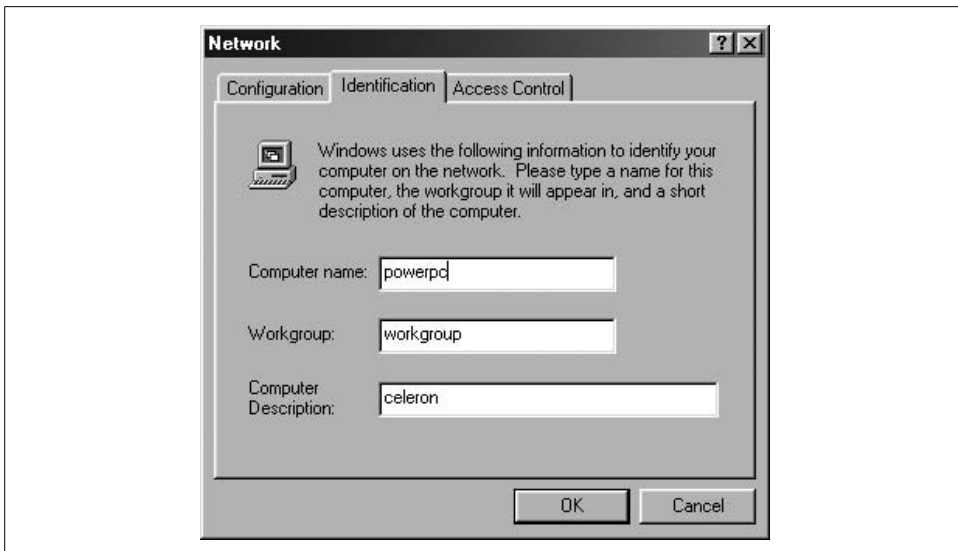 Network
Configuration Identification Access Control
Windows uses the following information to identify your
computer on the network. Please type a name for this
computer, the workgroup it will appear in, and a short
description of the computer.
Computer name: powerpc
Workgroup: workgroup
Computer
Description: celeron
OK Cancel